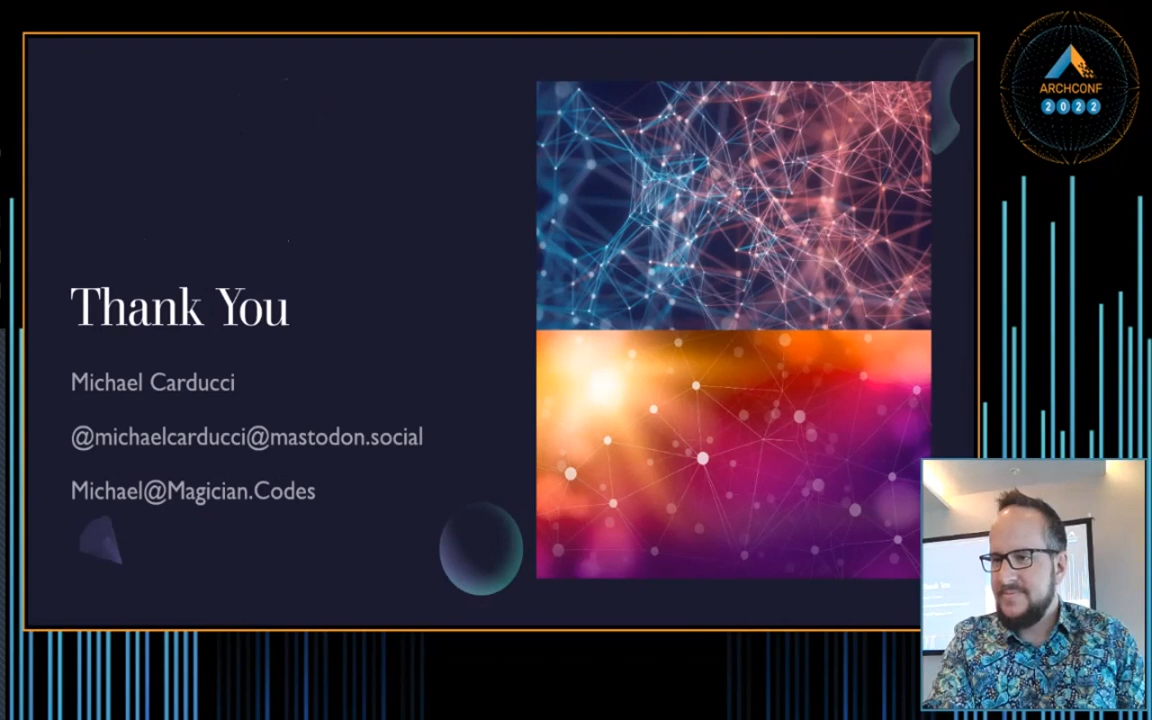 ARCHCONF
2022
Thank You
Michael Carducci
@michaelcarducci@mastodon.social
Michael@Magician.Codes